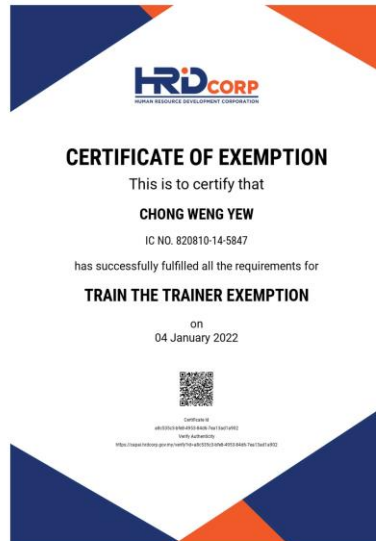 HRD CORP
HUMAN RESOURCE DEVELOPMENT CORPORATION
CERTIFICATE OF EXEMPTION
This is to certify that
CHONG WENG YEW
IC NO. 820810-14-5847
has successfully fulfilled all the requirements for
TRAIN THE TRAINER EXEMPTION
on
04 January 2022
Certificate Id
Verify Authenticity